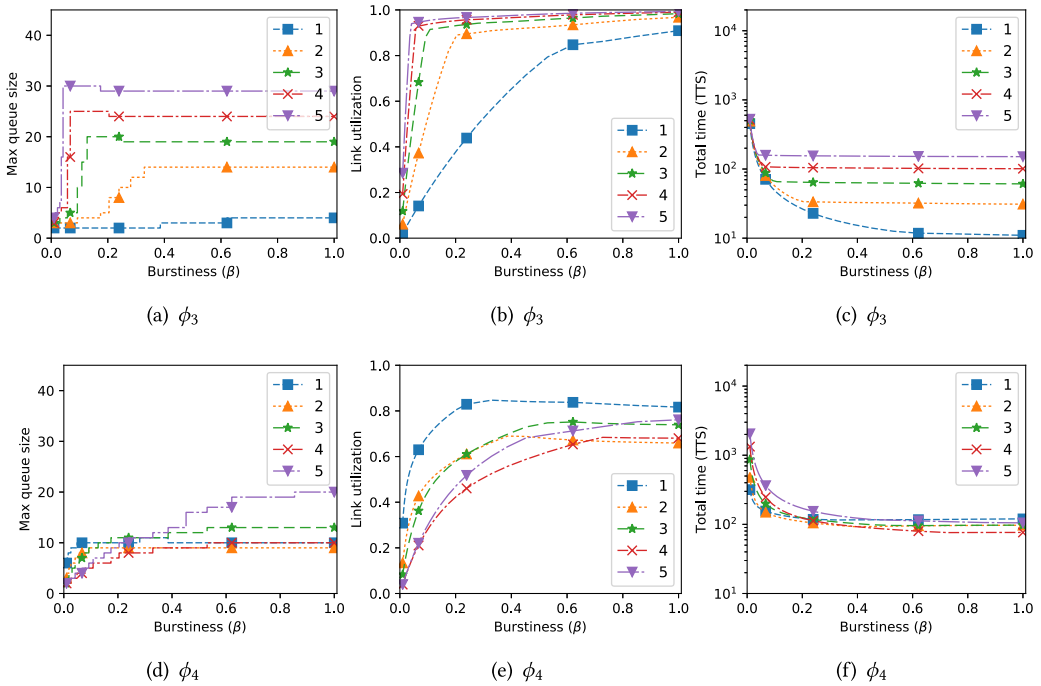 Max queue size
40
30
20
10
0
0.0 0.2 0.4 0.6 0.8 1.0
Burstiness (β)
1
2
3
4
5
(a) ϕ3
Link utilization
1.0
0.8
0.6
0.4
0.2
0.0
0.0 0.2 0.4 0.6 0.8 1.0
Burstiness (β)
1
2
3
4
5
(b) ϕ3
Total time (TTS)
10^4
10^3
10^2
10^1
0.0 0.2 0.4 0.6 0.8 1.0
Burstiness (β)
1
2
3
4
5
(c) ϕ3
Max queue size
40
30
20
10
0
0.0 0.2 0.4 0.6 0.8 1.0
Burstiness (β)
1
2
3
4
5
(d) ϕ4
Link utilization
1.0
0.8
0.6
0.4
0.2
0.0
0.0 0.2 0.4 0.6 0.8 1.0
Burstiness (β)
1
2
3
4
5
(e) ϕ4
Total time (TTS)
10^4
10^3
10^2
10^1
0.0 0.2 0.4 0.6 0.8 1.0
Burstiness (β)
1
2
3
4
5
(f) ϕ4